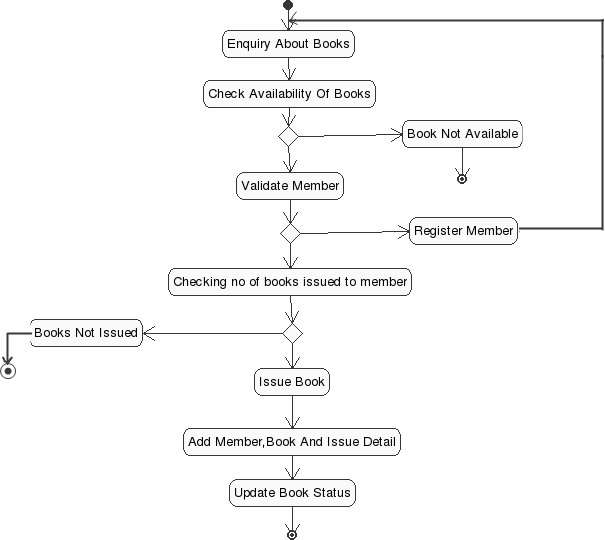 Enquiry About Books
Check Availability Of Books
Book Not Available
Validate Member
Register Member
Checking no of books issued to member
Books Not Issued
Issue Book
Add Member,Book And Issue Detail
Update Book Status